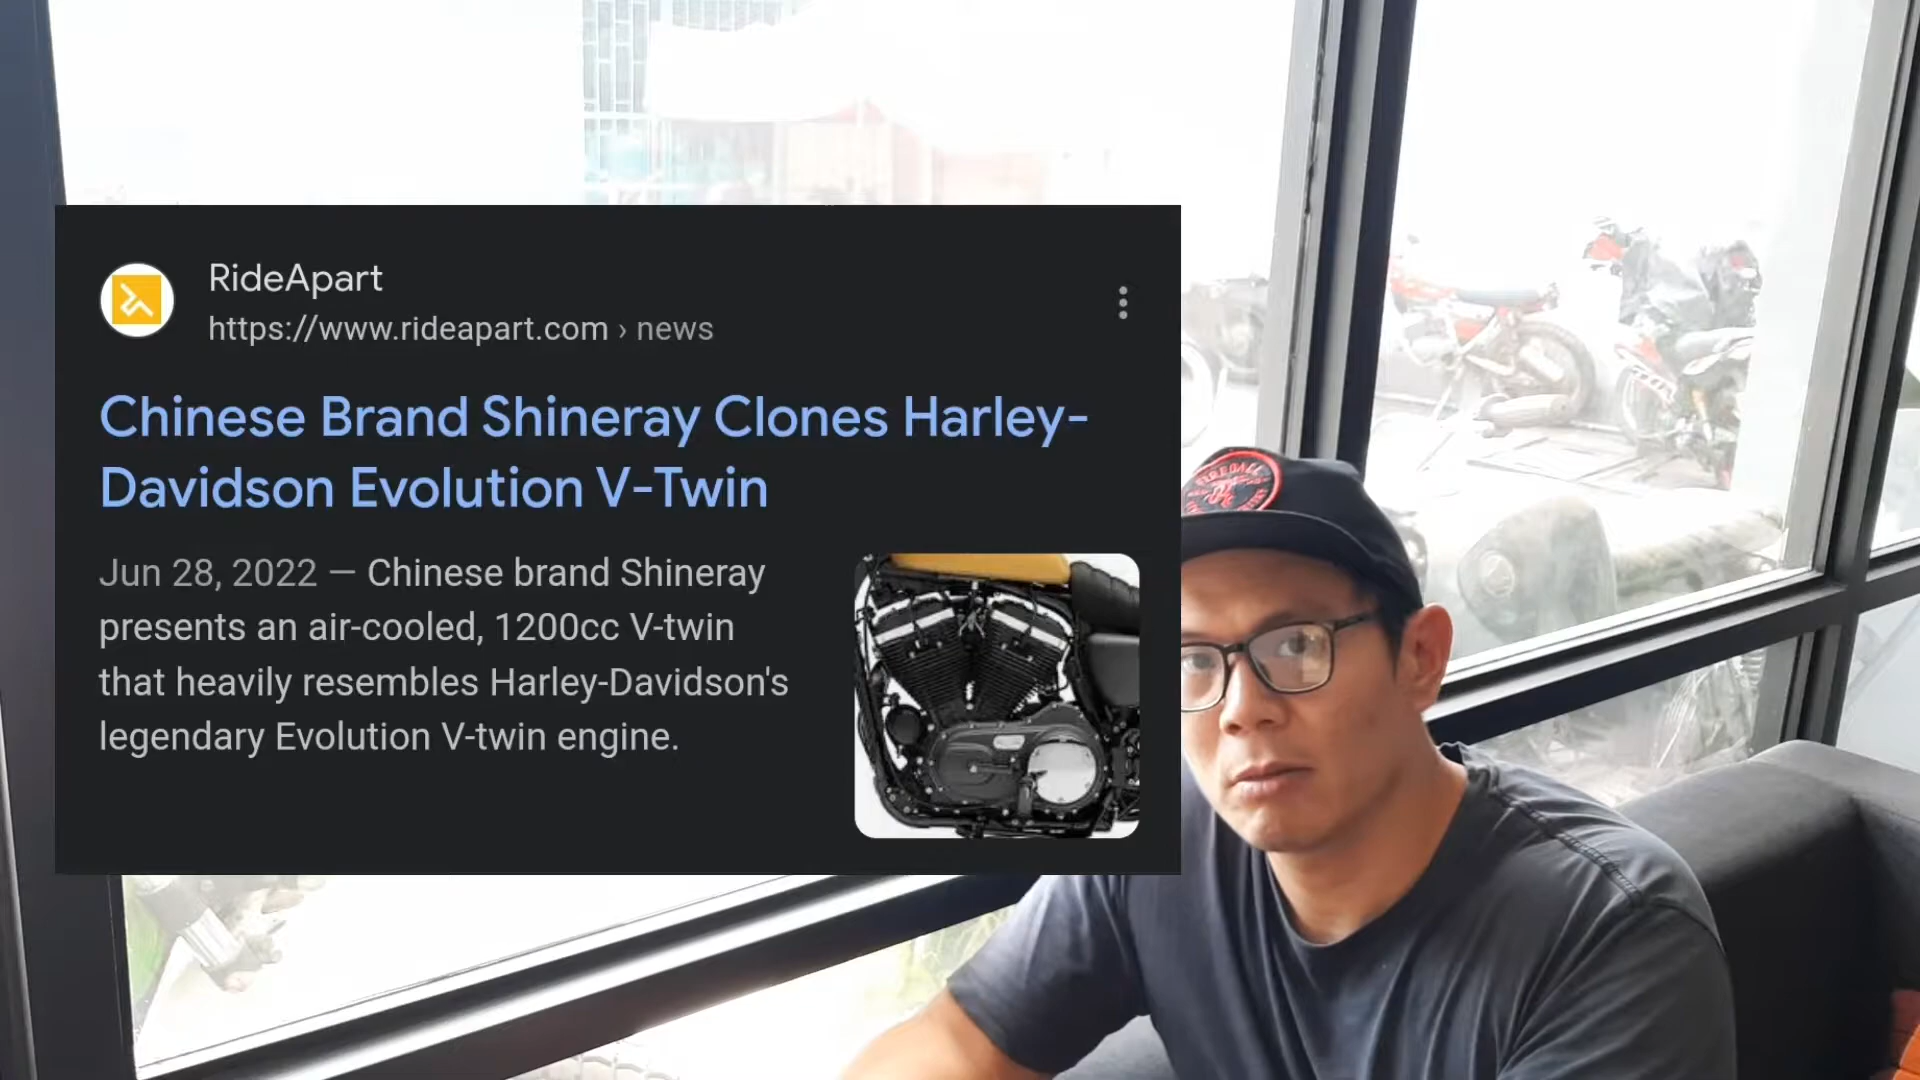 RideApart
https://www.rideapart.com › news
Chinese Brand Shineray Clones Harley-
Davidson Evolution V-Twin
Jun 28, 2022 — Chinese brand Shineray
presents an air-cooled, 1200cc V-twin
that heavily resembles Harley-Davidson's
legendary Evolution V-twin engine.
FIREBALL